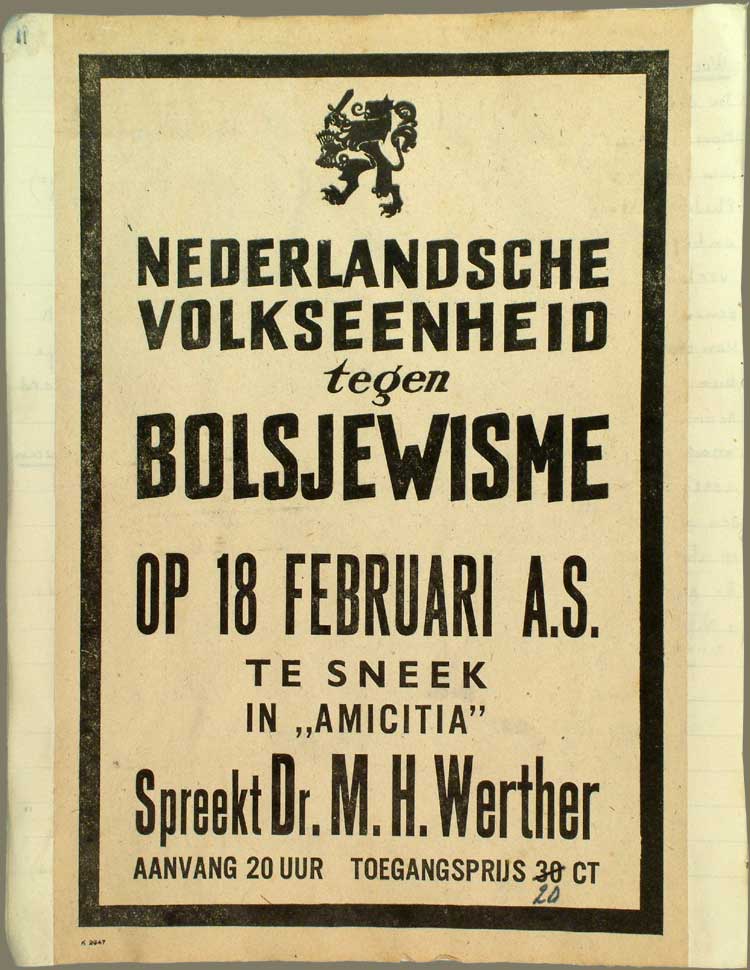 NEDERLANDSCHE
VOLKSEENHEID
tegen
BOLSJEWISME
OP 18 FEBRUARI A.S.
TE SNEEK
IN „AMICITIA”
Spreekt Dr. M. H. Werther
AANVANG 20 UUR TOEGANGSPRIJS 30 CT
20
K 2947